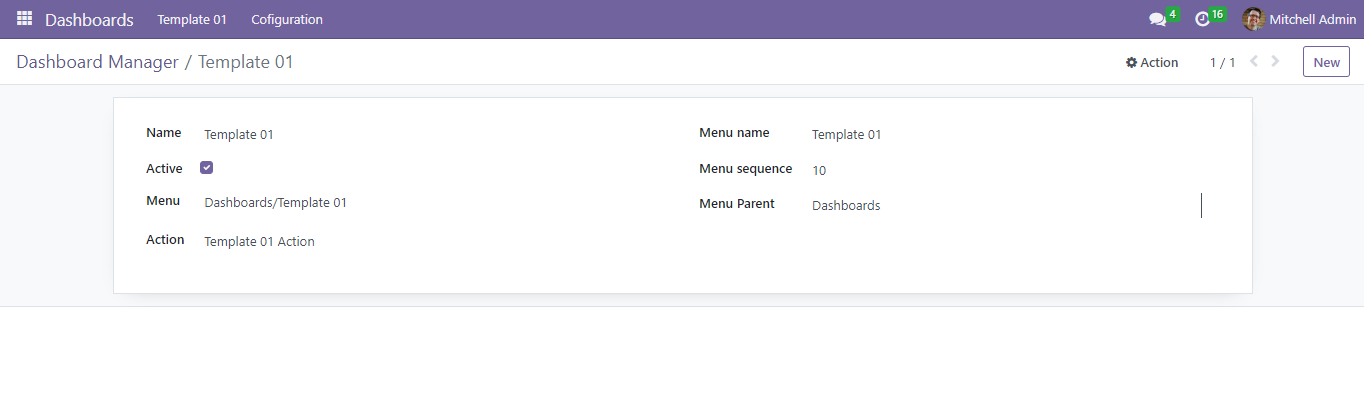 Dashboards Template 01 Cofiguration 4 16 Mitchell Admin
Dashboard Manager / Template 01 Action 1 / 1 New
Name Template 01 Menu name Template 01
Active Menu sequence 10
Menu Dashboards/Template 01 Menu Parent Dashboards
Action Template 01 Action